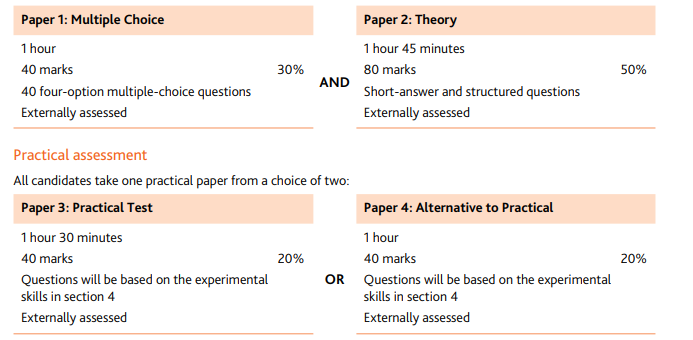 Paper 1: Multiple Choice
1 hour
40 marks 30%
40 four-option multiple-choice questions
Externally assessed
AND
Paper 2: Theory
1 hour 45 minutes
80 marks 50%
Short-answer and structured questions
Externally assessed
Practical assessment
All candidates take one practical paper from a choice of two:
Paper 3: Practical Test
1 hour 30 minutes
40 marks 20%
Questions will be based on the experimental
skills in section 4
Externally assessed
OR
Paper 4: Alternative to Practical
1 hour
40 marks 20%
Questions will be based on the experimental
skills in section 4
Externally assessed